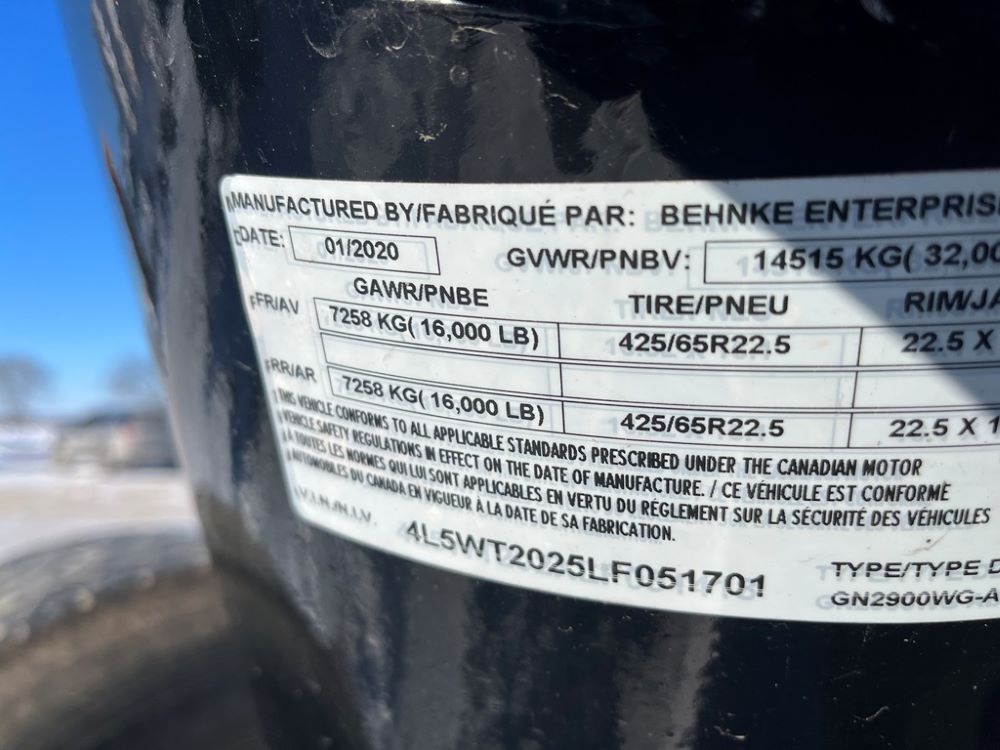 MANUFACTURED BY/FABRIQUÉ PAR: BEHNKE ENTERPRIS
DATE: 01/2020 GVWR/PNBV: 14515 KG( 32,00
GAWR/PNBE TIRE/PNEU RIM/JA
FR/AV 7258 KG( 16,000 LB) 425/65R22.5 22.5 X
RR/AR 7258 KG( 16,000 LB) 425/65R22.5 22.5 X 1
THIS VEHICLE CONFORMS TO ALL APPLICABLE STANDARDS PRESCRIBED UNDER THE CANADIAN MOTOR
VEHICLE SAFETY REGULATIONS IN EFFECT ON THE DATE OF MANUFACTURE. / CE VÉHICULE EST CONFORME
À TOUTES LES NORMES QUI LUI SONT APPLICABLES EN VERTU DU RÈGLEMENT SUR LA SÉCURITÉ DES VÉHICULES
AUTOMOBILES DU CANADA EN VIGUEUR À LA DATE DE SA FABRICATION.
V.I.N./N.I.V. 4L5WT2025LF051701 TYPE/TYPE D
GN2900WG-A